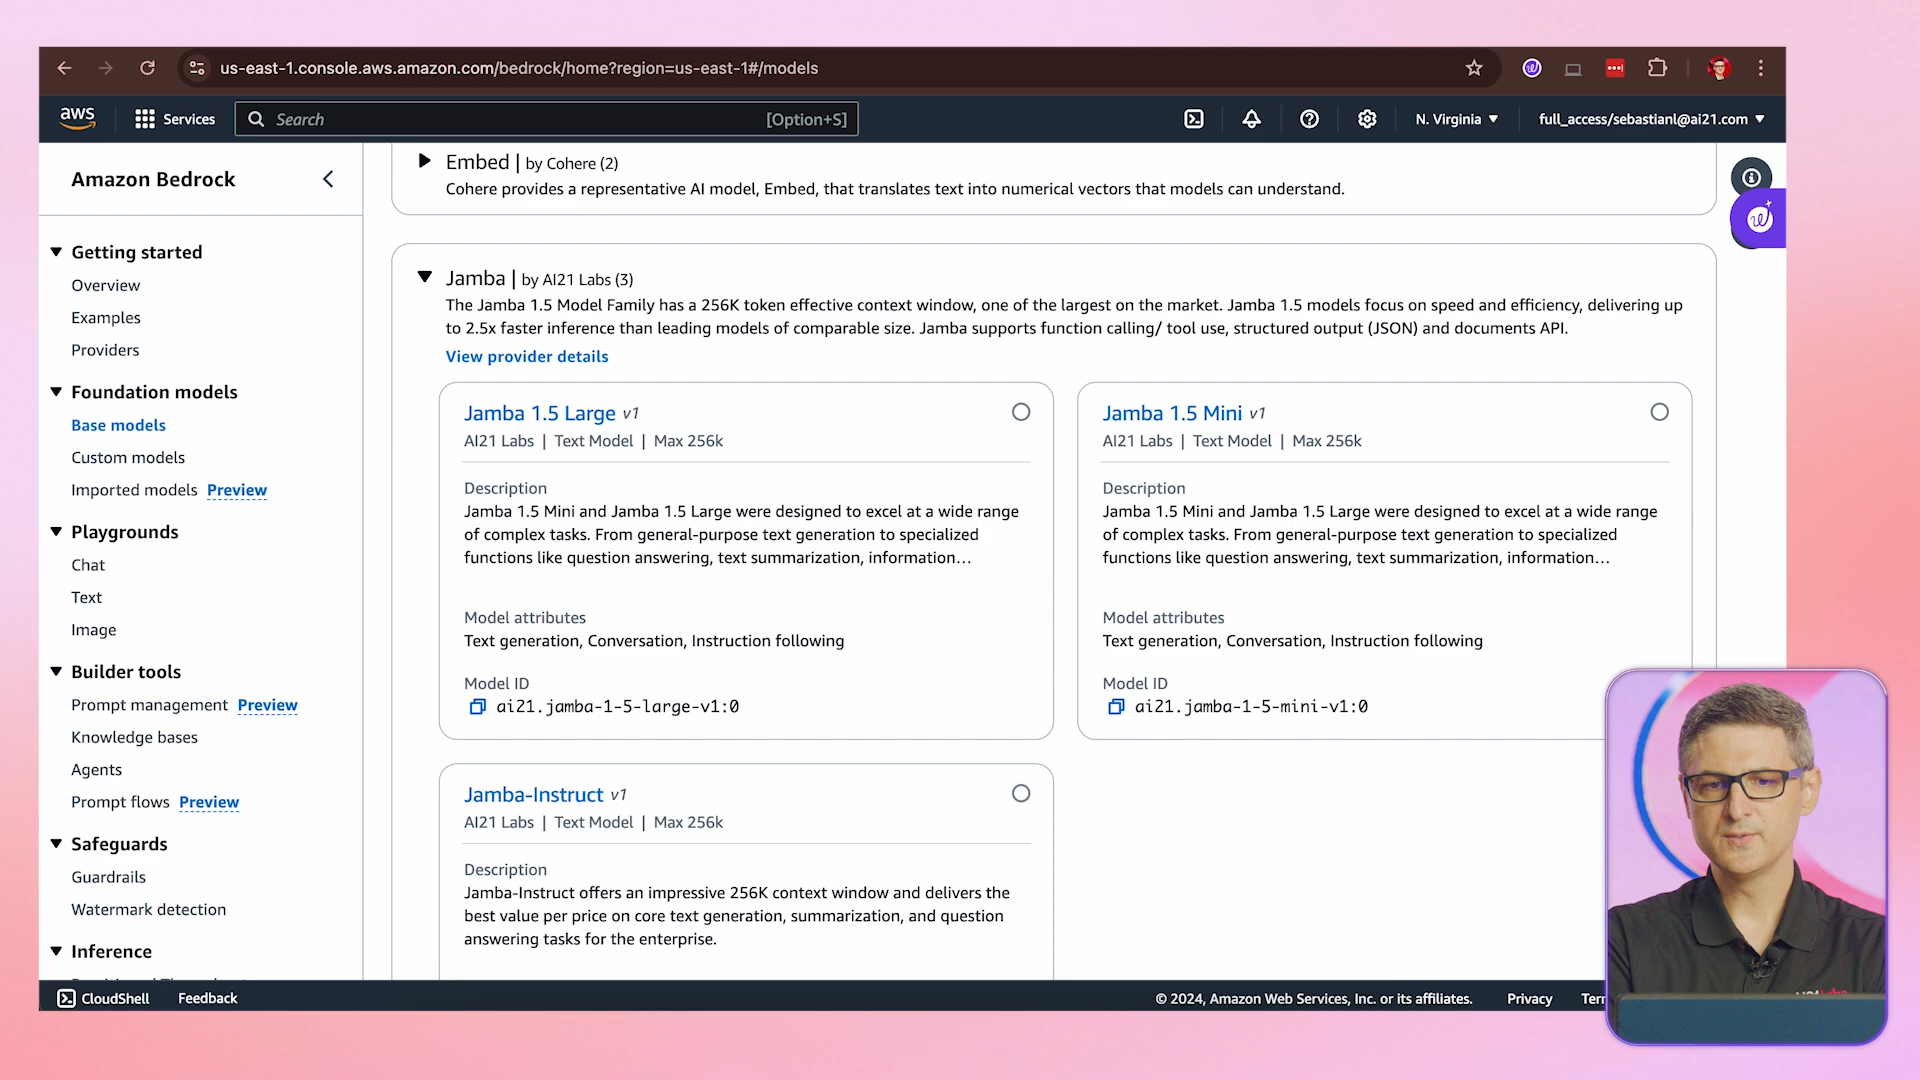 us-east-1.console.aws.amazon.com/bedrock/home?region=us-east-1#/models
aws
Services
Search
[Option+S]
N. Virginia
full_access/sebastianl@ai21.com
Amazon Bedrock
Getting started
Overview
Examples
Providers
Foundation models
Base models
Custom models
Imported models Preview
Playgrounds
Chat
Text
Image
Builder tools
Prompt management Preview
Knowledge bases
Agents
Prompt flows Preview
Safeguards
Guardrails
Watermark detection
Inference
Embed | by Cohere (2)
Cohere provides a representative AI model, Embed, that translates text into numerical vectors that models can understand.
Jamba | by AI21 Labs (3)
The Jamba 1.5 Model Family has a 256K token effective context window, one of the largest on the market. Jamba 1.5 models focus on speed and efficiency, delivering up
to 2.5x faster inference than leading models of comparable size. Jamba supports function calling/ tool use, structured output (JSON) and documents API.
View provider details
Jamba 1.5 Large v1
AI21 Labs | Text Model | Max 256k
Description
Jamba 1.5 Mini and Jamba 1.5 Large were designed to excel at a wide range
of complex tasks. From general-purpose text generation to specialized
functions like question answering, text summarization, information...
Model attributes
Text generation, Conversation, Instruction following
Model ID
ai21.jamba-1-5-large-v1:0
Jamba 1.5 Mini v1
AI21 Labs | Text Model | Max 256k
Description
Jamba 1.5 Mini and Jamba 1.5 Large were designed to excel at a wide range
of complex tasks. From general-purpose text generation to specialized
functions like question answering, text summarization, information...
Model attributes
Text generation, Conversation, Instruction following
Model ID
ai21.jamba-1-5-mini-v1:0
Jamba-Instruct v1
AI21 Labs | Text Model | Max 256k
Description
Jamba-Instruct offers an impressive 256K context window and delivers the
best value per price on core text generation, summarization, and question
answering tasks for the enterprise.
CloudShell
Feedback
© 2024, Amazon Web Services, Inc. or its affiliates.
Privacy